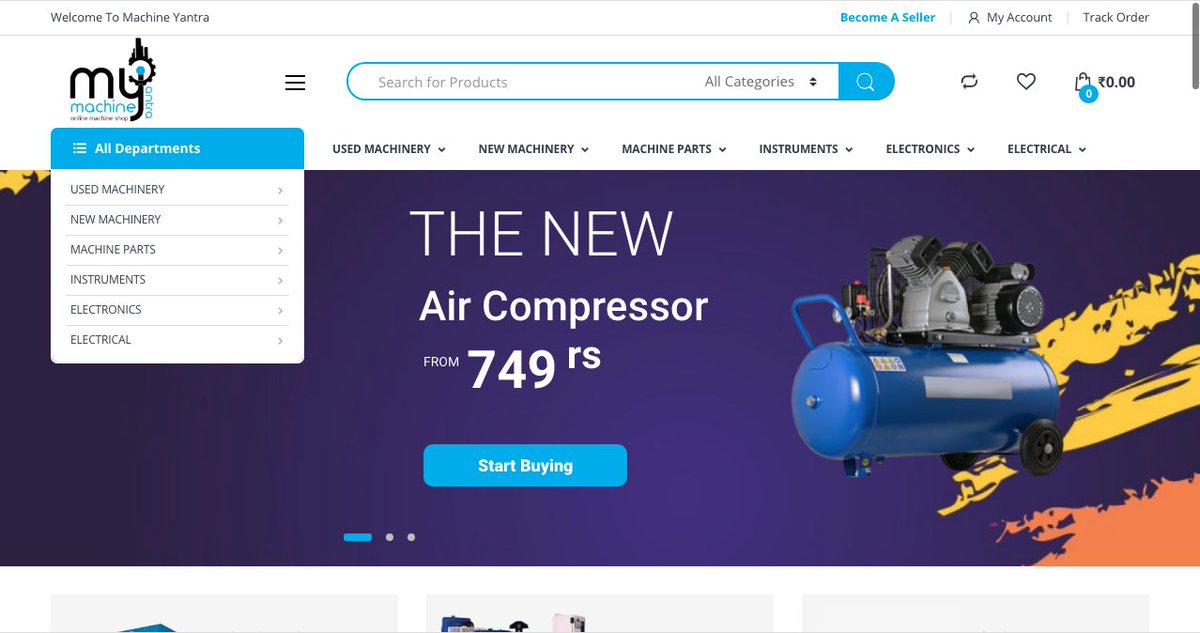 Welcome To Machine Yantra
Become A Seller
My Account
Track Order
my
machine
yantra
online machine shop
Search for Products
All Categories
0
₹0.00
All Departments
USED MACHINERY
NEW MACHINERY
MACHINE PARTS
INSTRUMENTS
ELECTRONICS
ELECTRICAL
USED MACHINERY
NEW MACHINERY
MACHINE PARTS
INSTRUMENTS
ELECTRONICS
ELECTRICAL
THE NEW
Air Compressor
FROM 749 rs
Start Buying